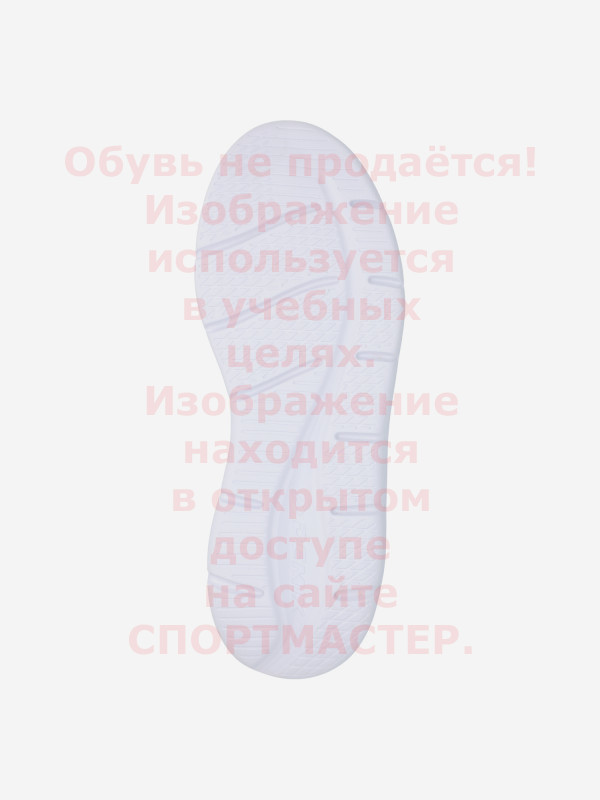 Обувь не продаётся!
Изображение
используется
в учебных
целях.
Изображение
находится
в открытом
доступе
на сайте
СПОРТМАСТЕР.